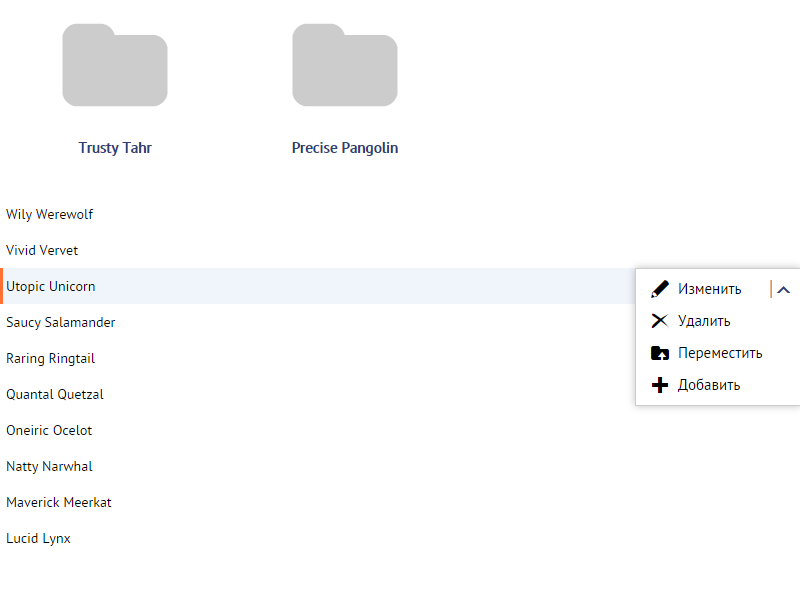 Trusty Tahr
Precise Pangolin
Wily Werewolf
Vivid Vervet
Utopic Unicorn
Изменить
Удалить
Переместить
Добавить
Saucy Salamander
Raring Ringtail
Quantal Quetzal
Oneiric Ocelot
Natty Narwhal
Maverick Meerkat
Lucid Lynx